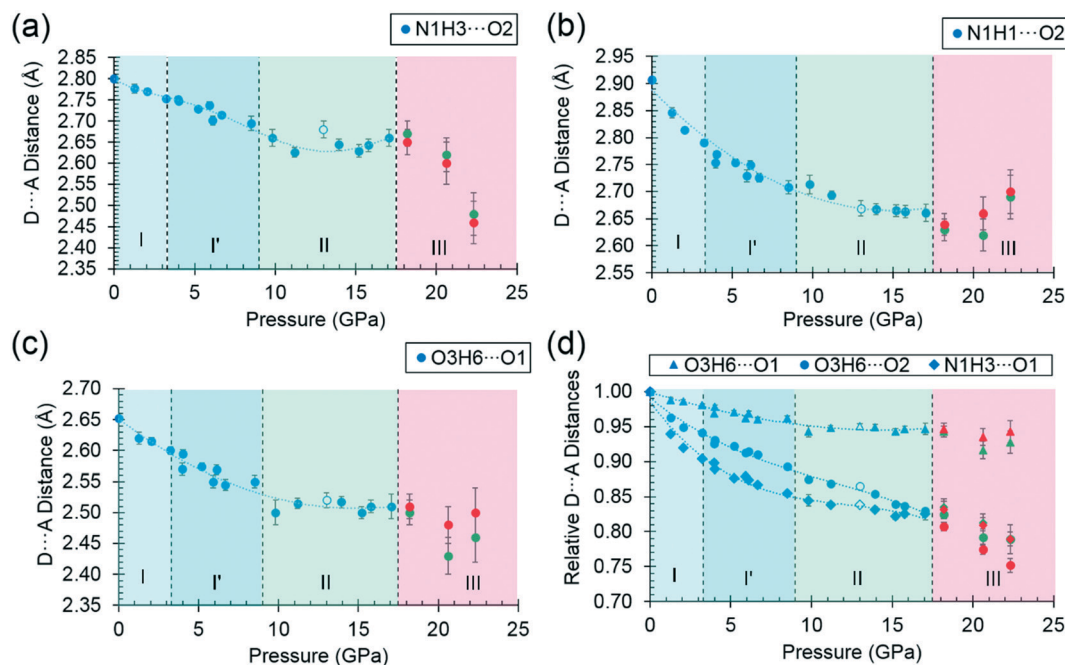 (a)
N1H3···O2
D···A Distance (Å)
2.85
2.80
2.75
2.70
2.65
2.60
2.55
2.50
2.45
2.40
2.35
I
I'
II
III
0
5
10
15
20
25
Pressure (GPa)
(b)
N1H1···O2
D···A Distance (Å)
2.95
2.90
2.85
2.80
2.75
2.70
2.65
2.60
2.55
I
I'
II
III
0
5
10
15
20
25
Pressure (GPa)
(c)
O3H6···O1
D···A Distance (Å)
2.70
2.65
2.60
2.55
2.50
2.45
2.40
2.35
I
I'
II
III
0
5
10
15
20
25
Pressure (GPa)
(d)
O3H6···O1 O3H6···O2 N1H3···O1
Relative D···A Distances
1.00
0.95
0.90
0.85
0.80
0.75
0.70
I
I'
II
III
0
5
10
15
20
25
Pressure (GPa)